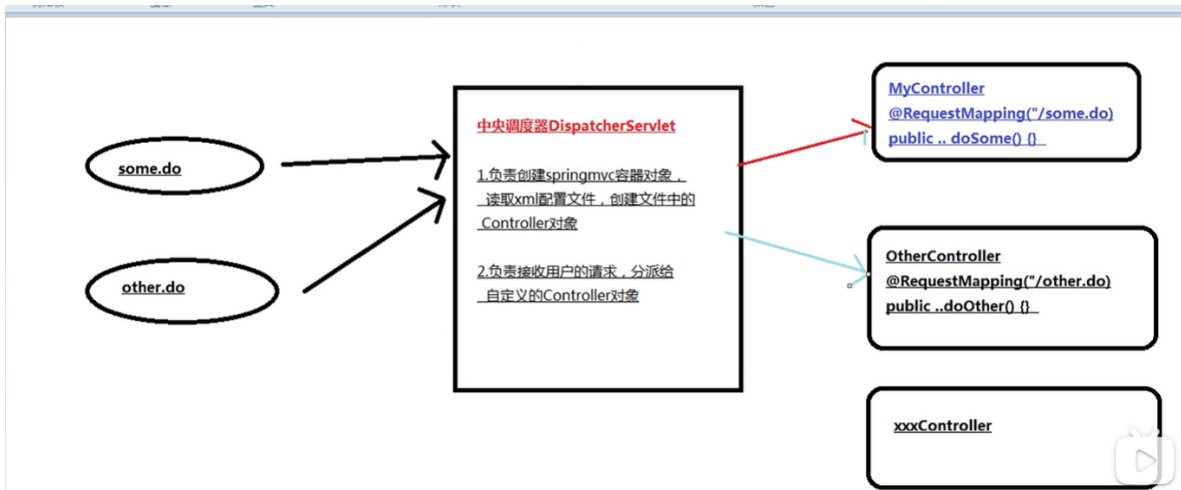 some.do
other.do
中央调度器DispatcherServlet
1.负责创建springmvc容器对象，
读取xml配置文件，创建文件中的
Controller对象
2.负责接收用户的请求，分派给
自定义的Controller对象
MyController
@RequestMapping("/some.do)
public .. doSome() {}
OtherController
@RequestMapping("/other.do)
public ..doOther() {}
xxxController